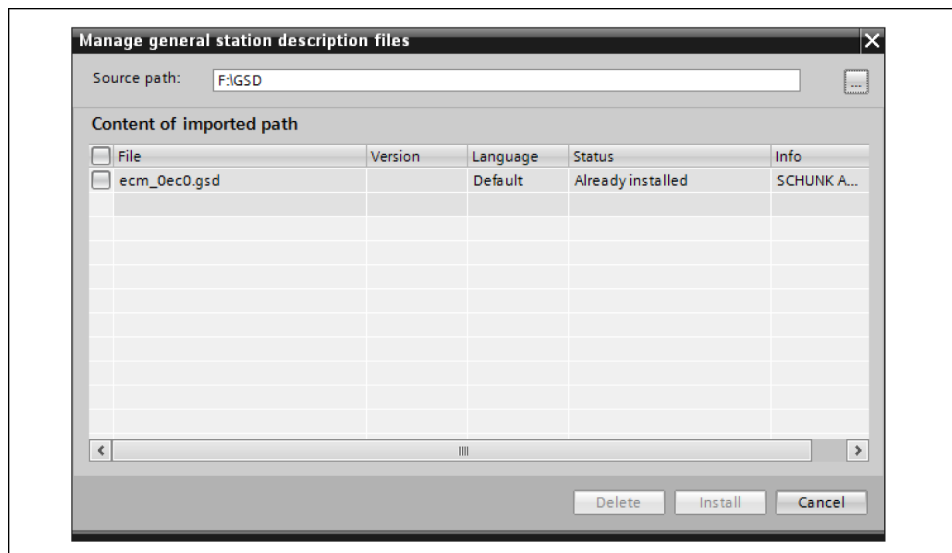 Manage general station description files
Source path: F:\GSD ...
Content of imported path
File Version Language Status Info
ecm_0ec0.gsd Default Already installed SCHUNK A...
Delete Install Cancel